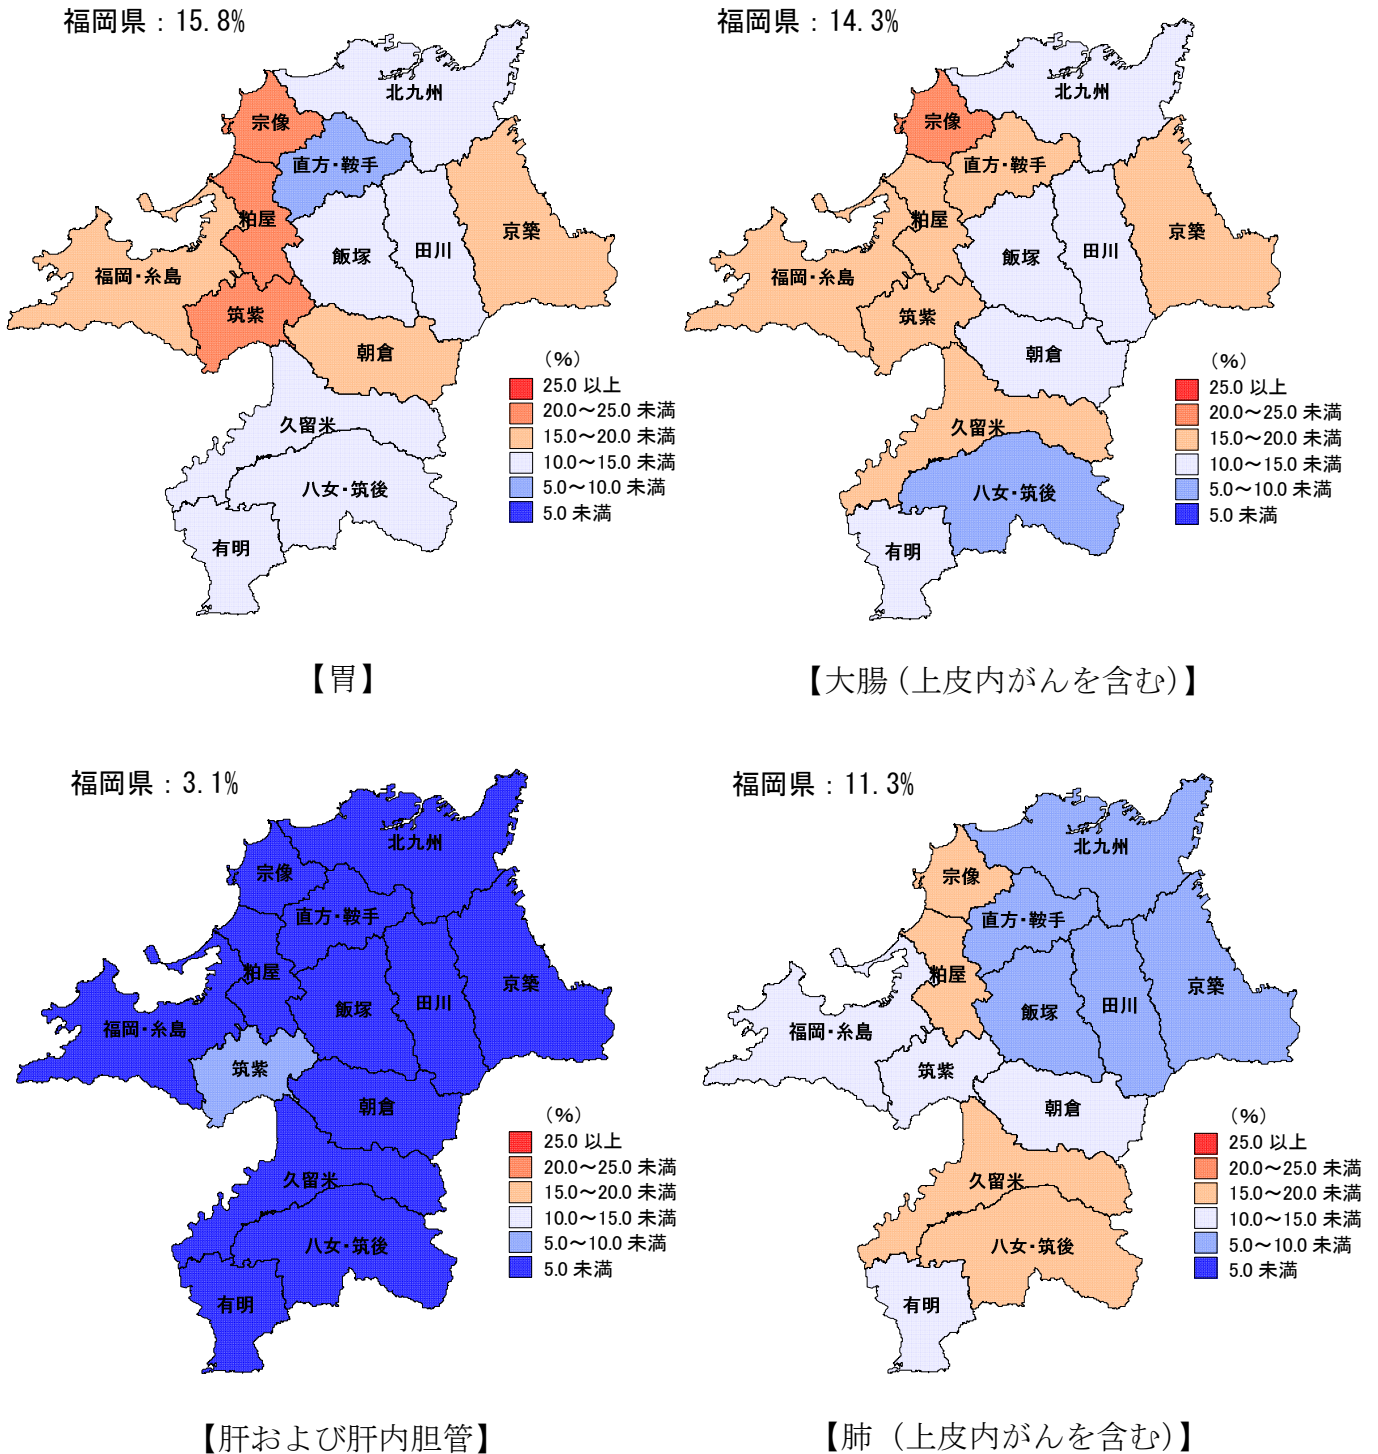 福岡県：15.8%
北九州
宗像
直方・鞍手
粕屋
京築
飯塚
田川
福岡・糸島
筑紫
朝倉
久留米
八女・筑後
有明
(%)
25.0 以上
20.0～25.0 未満
15.0～20.0 未満
10.0～15.0 未満
5.0～10.0 未満
5.0 未満
【胃】
福岡県：14.3%
北九州
宗像
直方・鞍手
粕屋
京築
飯塚
田川
福岡・糸島
筑紫
朝倉
久留米
八女・筑後
有明
(%)
25.0 以上
20.0～25.0 未満
15.0～20.0 未満
10.0～15.0 未満
5.0～10.0 未満
5.0 未満
【大腸（上皮内がんを含む）】
福岡県：3.1%
北九州
宗像
直方・鞍手
粕屋
京築
飯塚
田川
福岡・糸島
筑紫
朝倉
久留米
八女・筑後
有明
(%)
25.0 以上
20.0～25.0 未満
15.0～20.0 未満
10.0～15.0 未満
5.0～10.0 未満
5.0 未満
【肝および肝内胆管】
福岡県：11.3%
北九州
宗像
直方・鞍手
粕屋
京築
飯塚
田川
福岡・糸島
筑紫
朝倉
久留米
八女・筑後
有明
(%)
25.0 以上
20.0～25.0 未満
15.0～20.0 未満
10.0～15.0 未満
5.0～10.0 未満
5.0 未満
【肺（上皮内がんを含む）】